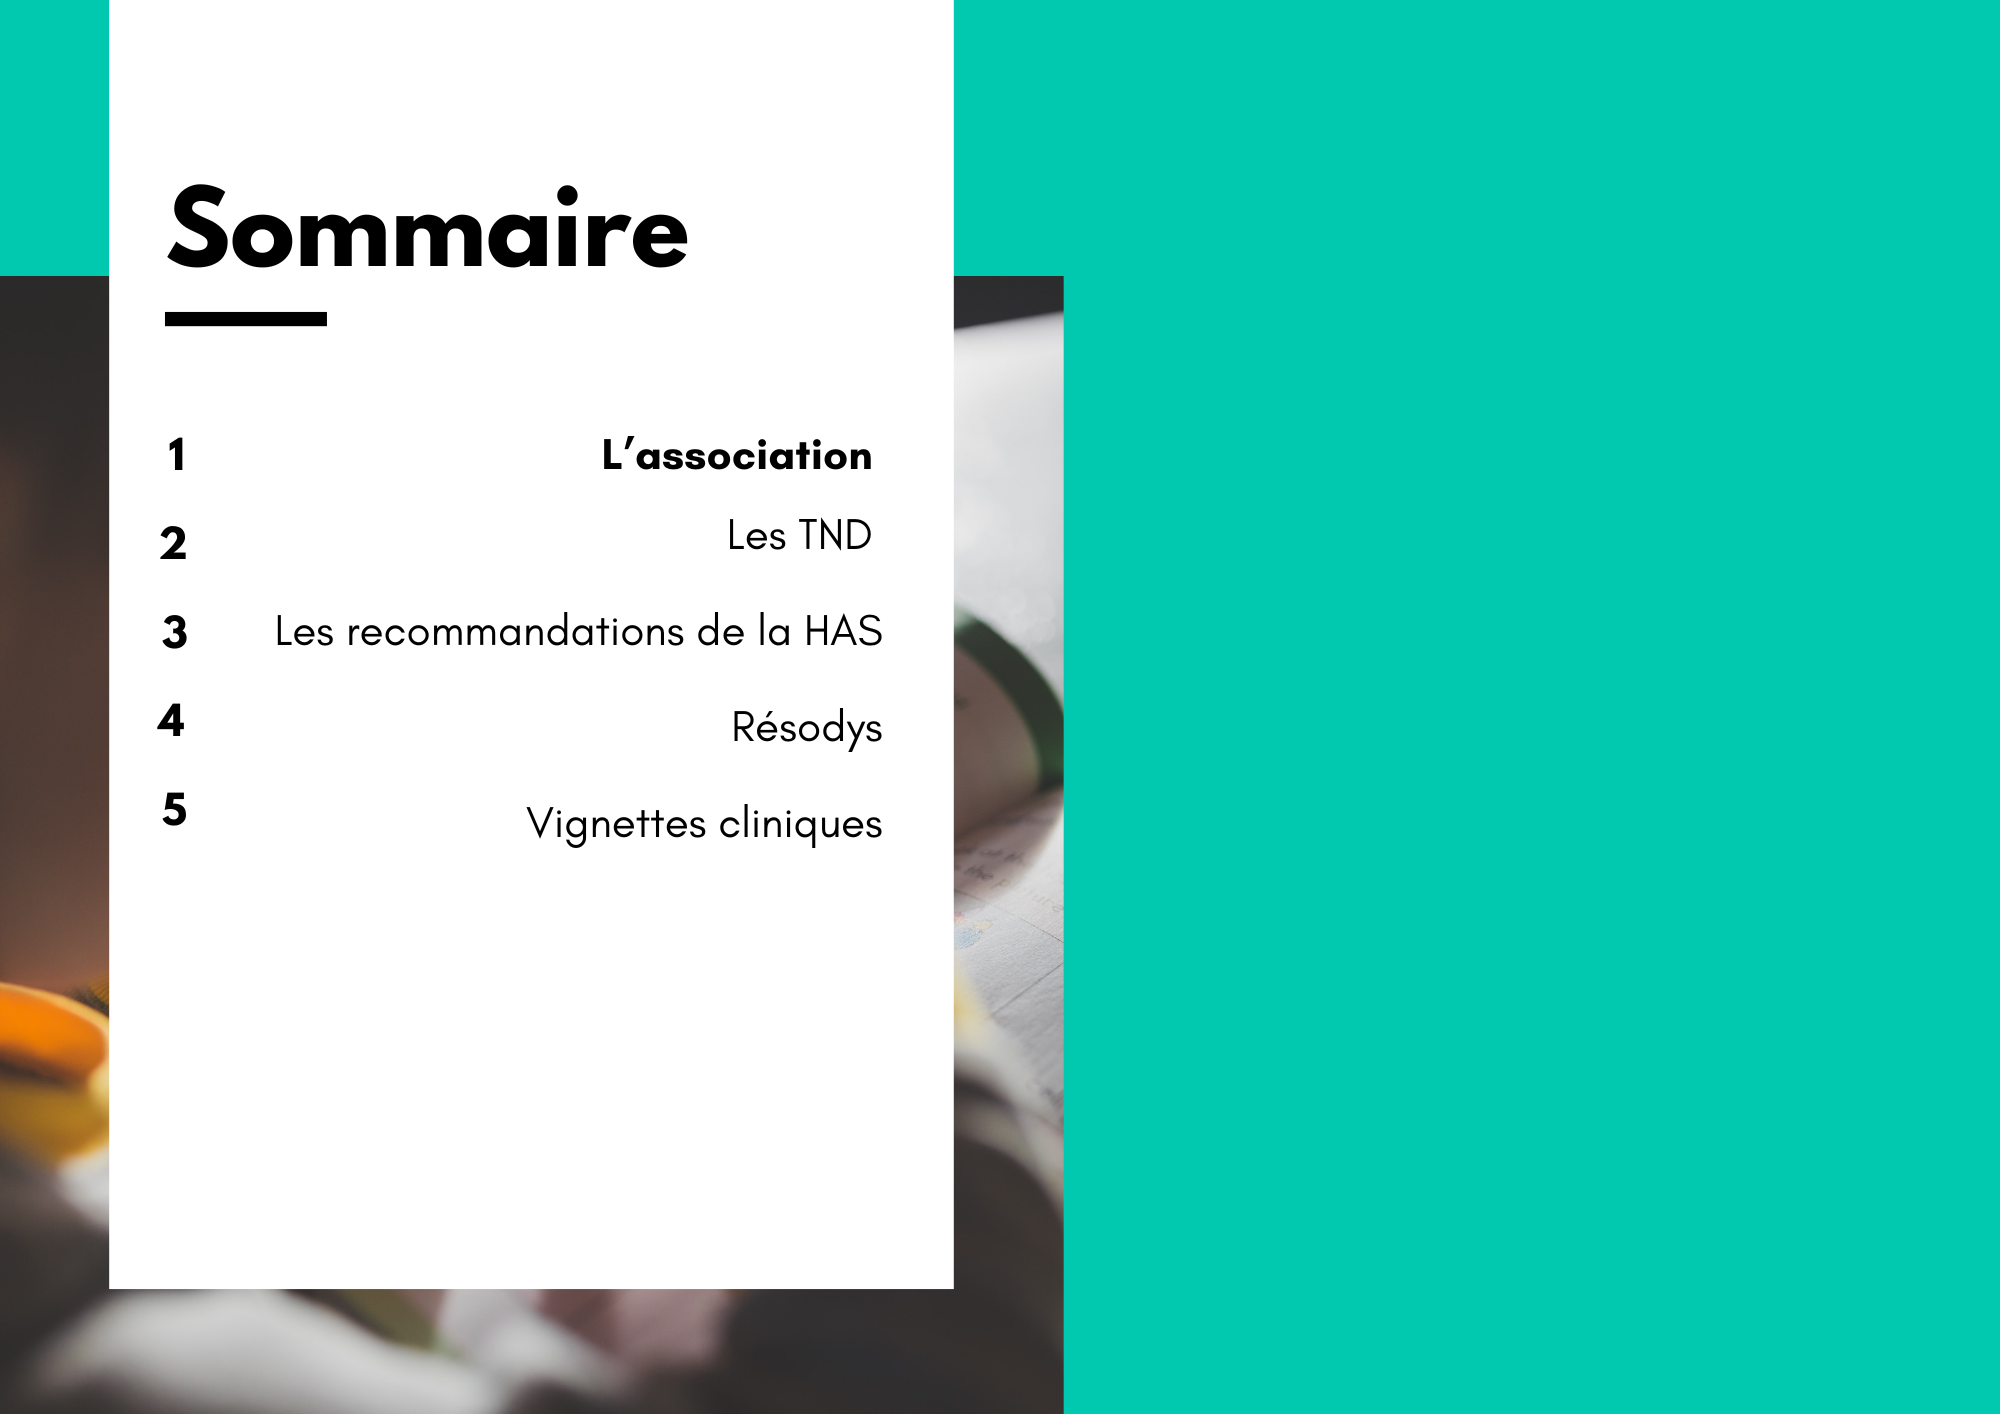 Sommaire
1 L’association
2 Les TND
3 Les recommandations de la HAS
4 Résodys
5 Vignettes cliniques